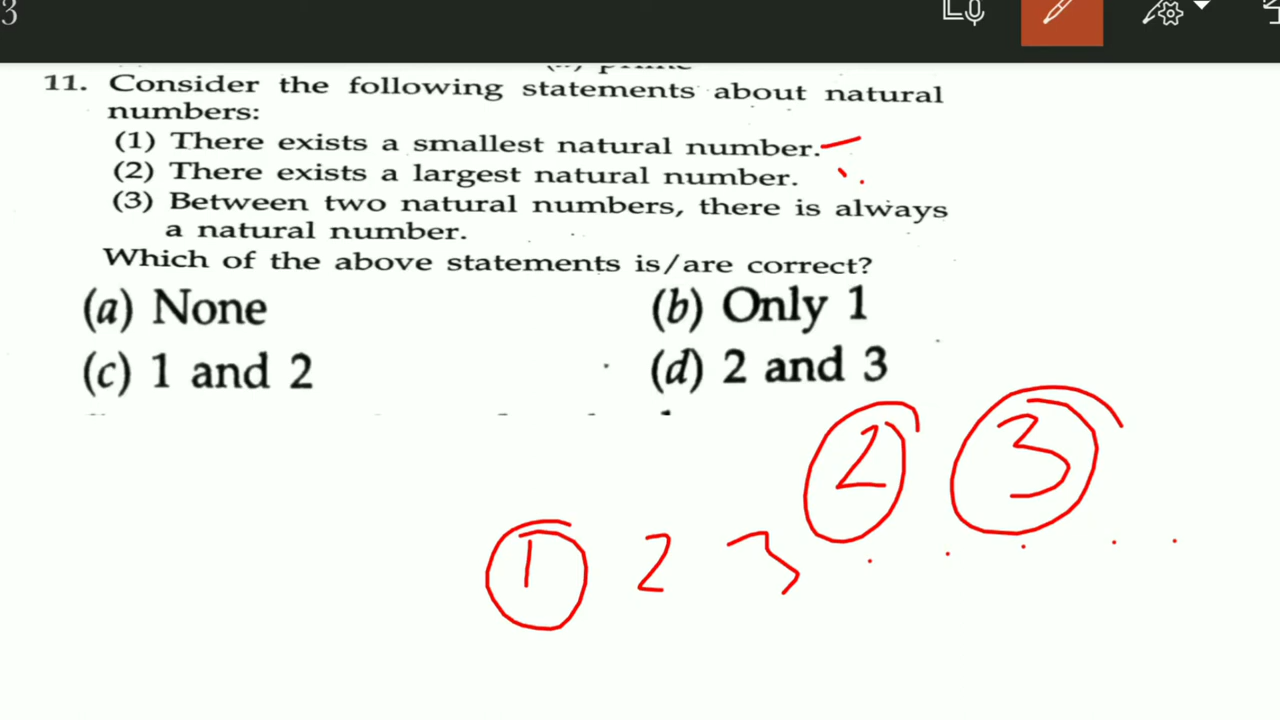 3
11. Consider the following statements about natural
numbers:
(1) There exists a smallest natural number.
(2) There exists a largest natural number.
(3) Between two natural numbers, there is always
a natural number.
Which of the above statements is/are correct?
(a) None (b) Only 1
(c) 1 and 2 (d) 2 and 3
2 3
1 2 3 . . . . .